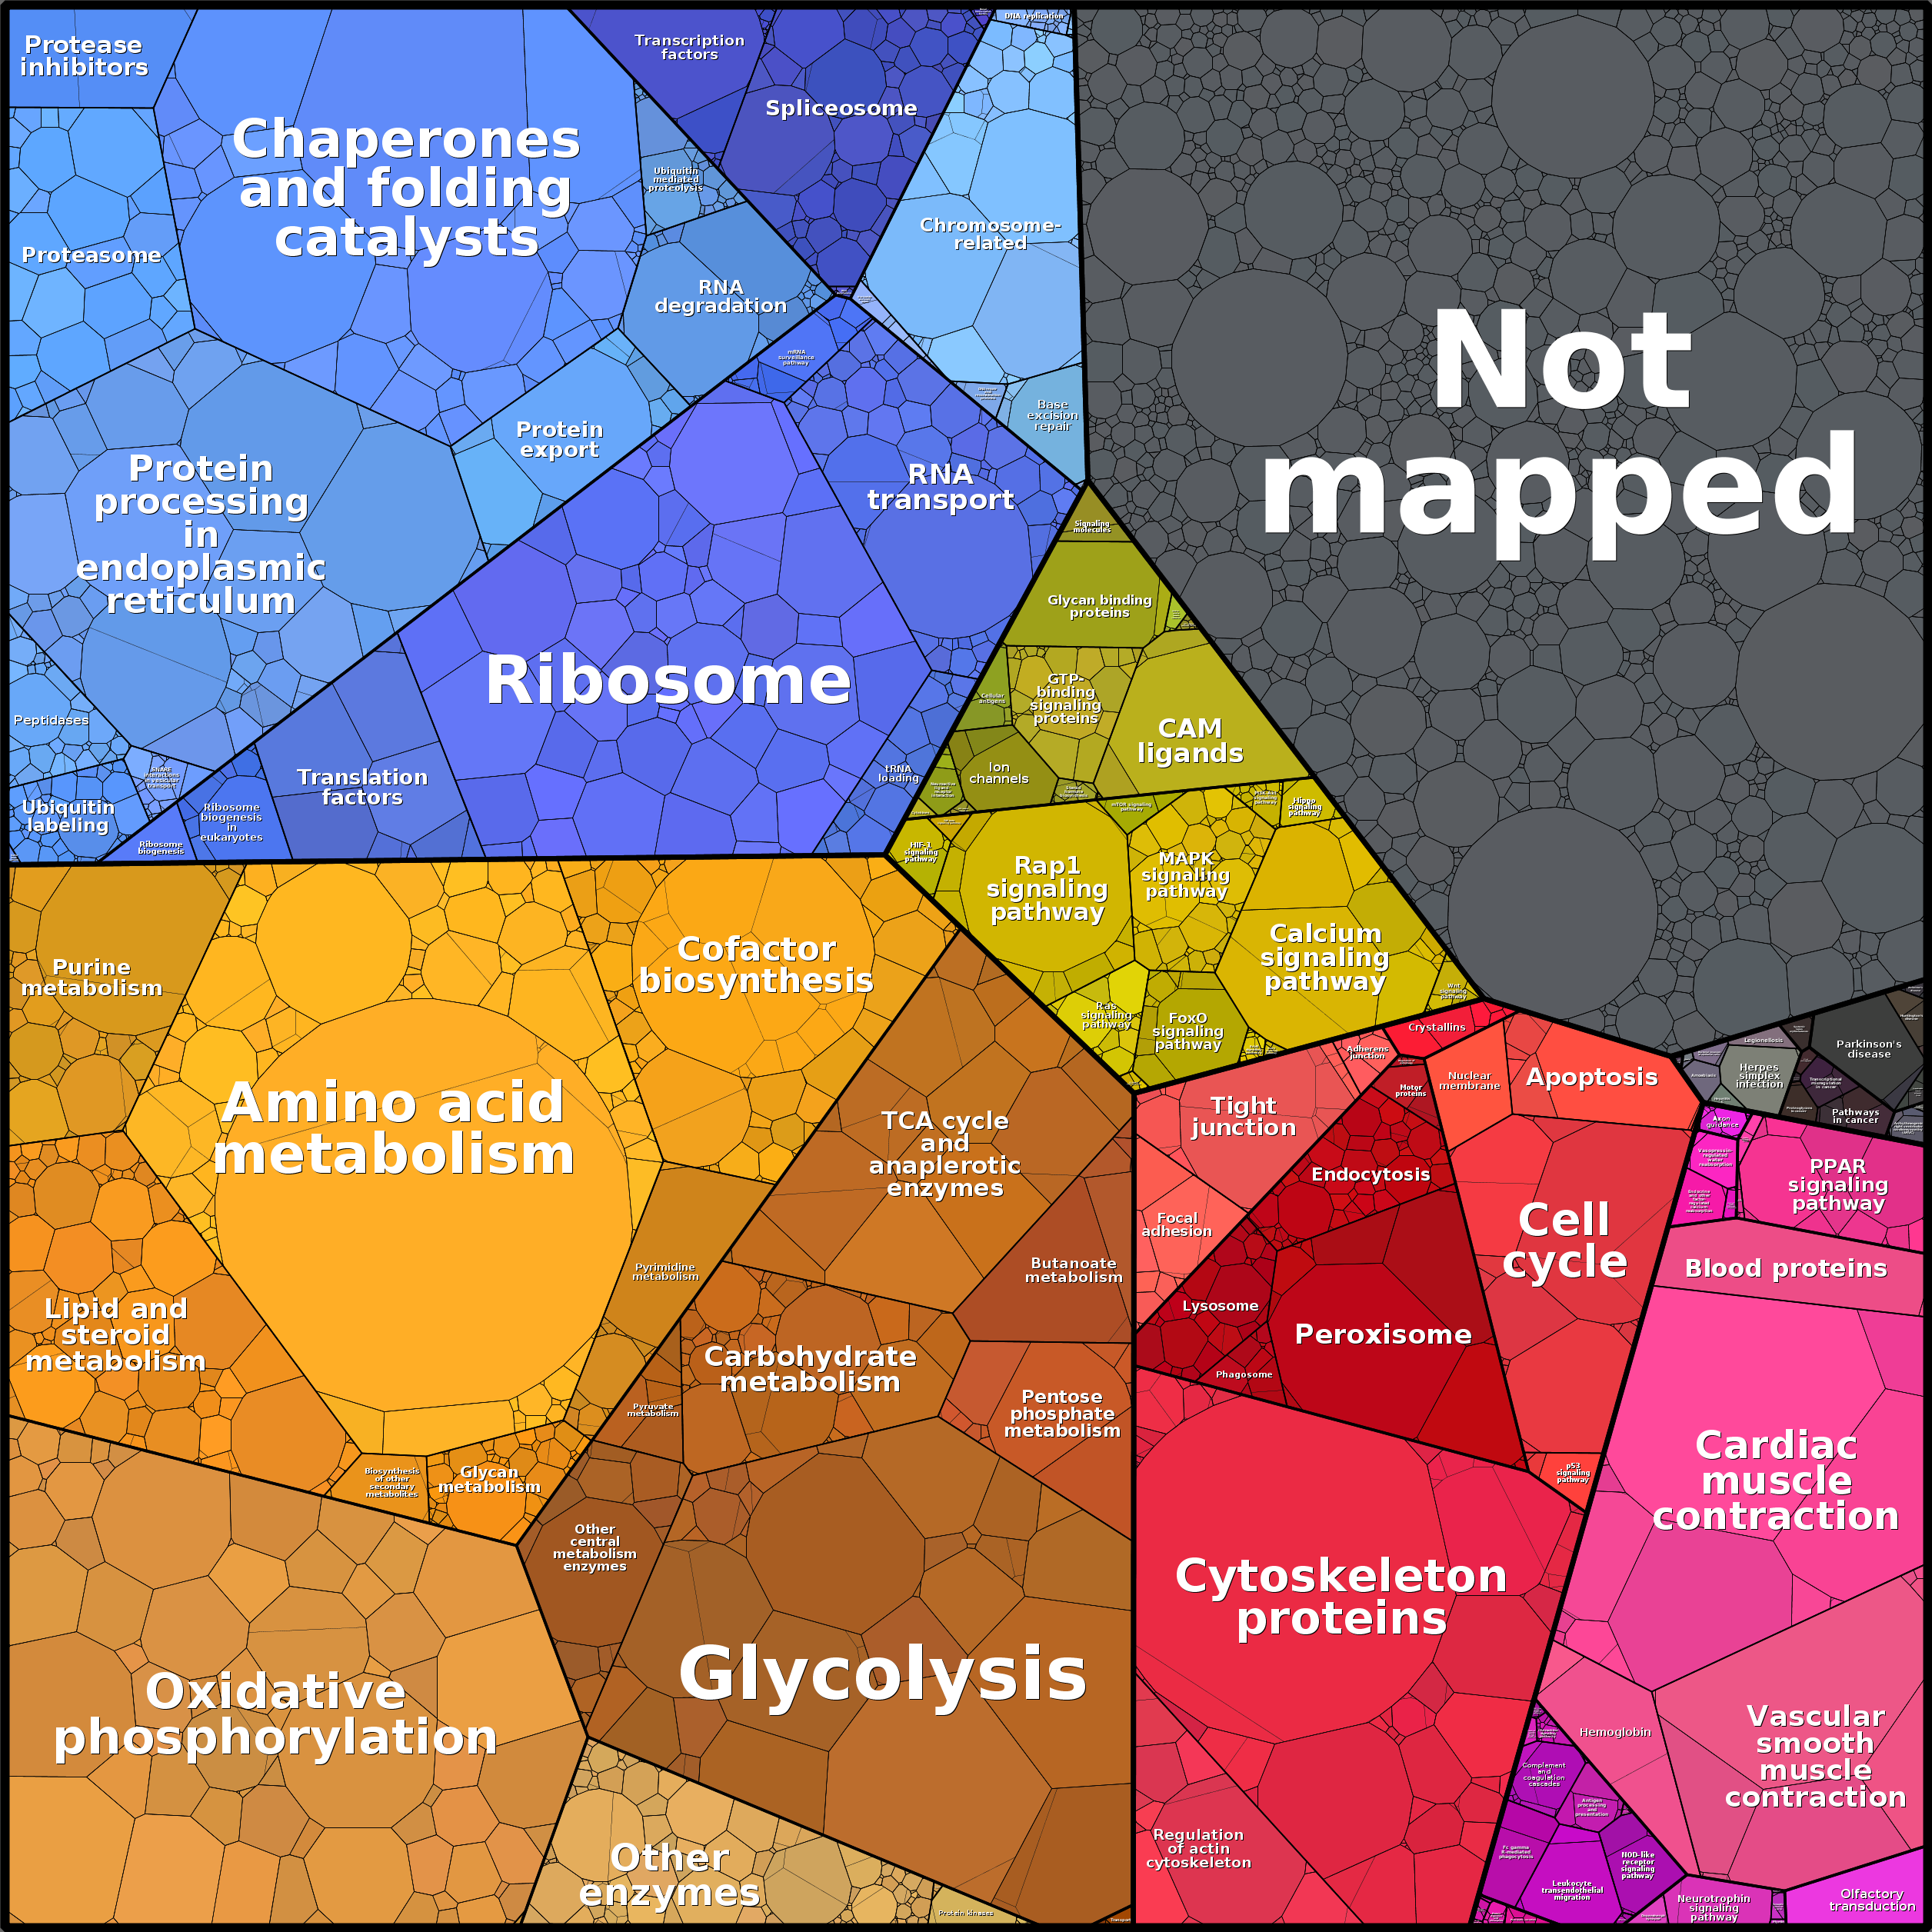 Protease
inhibitors
Chaperones
and folding
catalysts
Proteasome
Transcription
factors
Spliceosome
DNA replication
Ubiquitin
mediated
proteolysis
Chromosome-
related
RNA
degradation
mRNA
surveillance
pathway
Base
excision
repair
Protein
export
Protein
processing
in
endoplasmic
reticulum
RNA
transport
Ribosome
Peptidases
Ubiquitin
labeling
Ribosome
biogenesis
Ribosome
biogenesis
in
eukaryotes
Translation
factors
tRNA
loading
Not
mapped
Signaling
molecules
Glycan binding
proteins
GTP-
binding
signaling
proteins
Cellular
antigens
CAM
ligands
Ion
channels
mTOR signaling
pathway
Hippo
signaling
pathway
HIF-1
signaling
pathway
Rap1
signaling
pathway
MAPK
signaling
pathway
Calcium
signaling
pathway
Ras
signaling
pathway
FoxO
signaling
pathway
Wnt
signaling
pathway
Purine
metabolism
Cofactor
biosynthesis
Amino acid
metabolism
TCA cycle
and
anaplerotic
enzymes
Pyrimidine
metabolism
Butanoate
metabolism
Lipid and
steroid
metabolism
Carbohydrate
metabolism
Pyruvate
metabolism
Pentose
phosphate
metabolism
Biosynthesis
of other
secondary
metabolites
Glycan
metabolism
Other
central
metabolism
enzymes
Oxidative
phosphorylation
Glycolysis
Other
enzymes
Protein kinases
Crystallins
Adherens
junction
Motor
proteins
Nuclear
membrane
Apoptosis
Tight
junction
Endocytosis
Focal
adhesion
Cell
cycle
Lysosome
Peroxisome
Phagosome
p53
signaling
pathway
Cytoskeleton
proteins
Regulation
of actin
cytoskeleton
Legionellosis
Herpes
simplex
infection
Parkinson's
disease
Pathways
in cancer
Axon
guidance
PPAR
signaling
pathway
Blood proteins
Cardiac
muscle
contraction
Hemoglobin
Vascular
smooth
muscle
contraction
Complement
and
coagulation
cascades
Antigen
processing
and
presentation
Fc gamma
R-mediated
phagocytosis
NOD-like
receptor
signaling
pathway
Leukocyte
transendothelial
migration
Neurotrophin
signaling
pathway
Olfactory
transduction